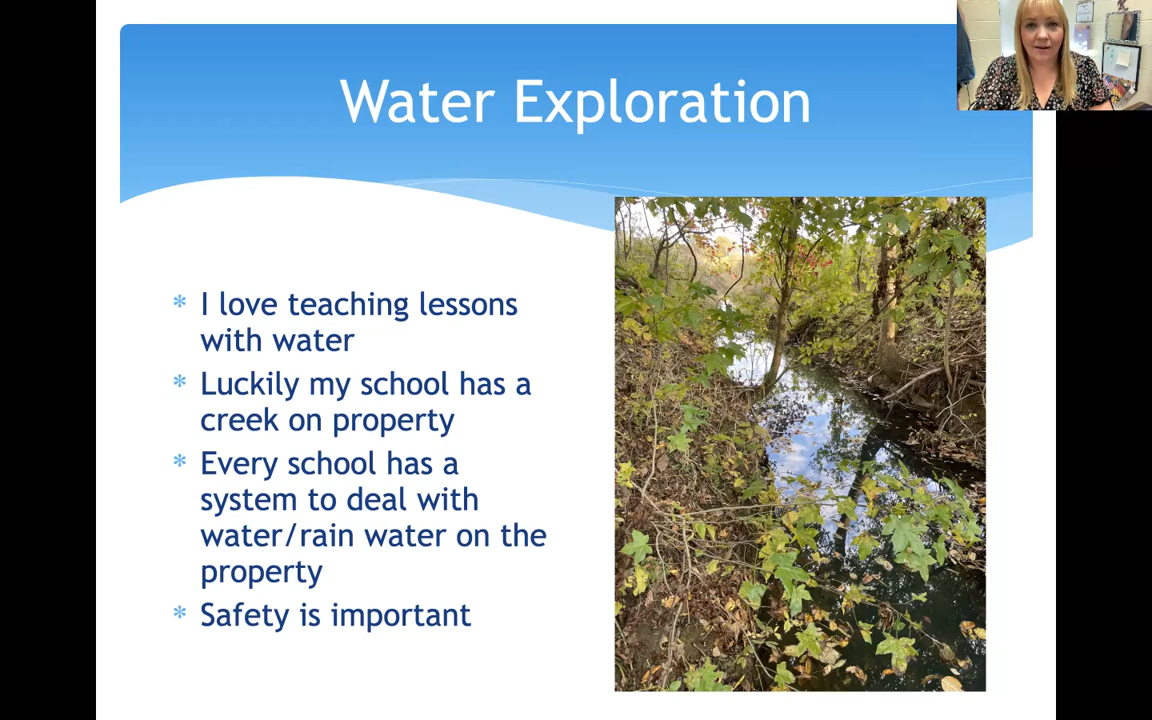 Water Exploration
* I love teaching lessons
with water
* Luckily my school has a
creek on property
* Every school has a
system to deal with
water/rain water on the
property
* Safety is important